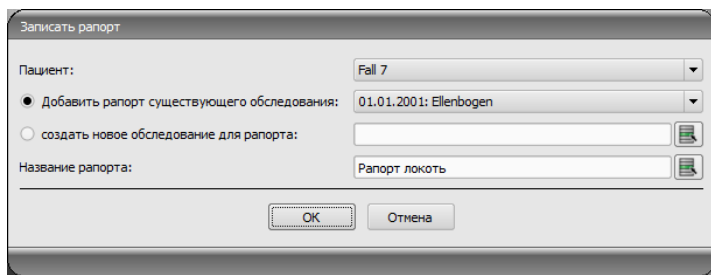 Записать рапорт
Пациент: Fall 7
Добавить рапорт существующего обследования: 01.01.2001: Ellenbogen
создать новое обследование для рапорта:
Название рапорта: Рапорт локоть
OK Отмена